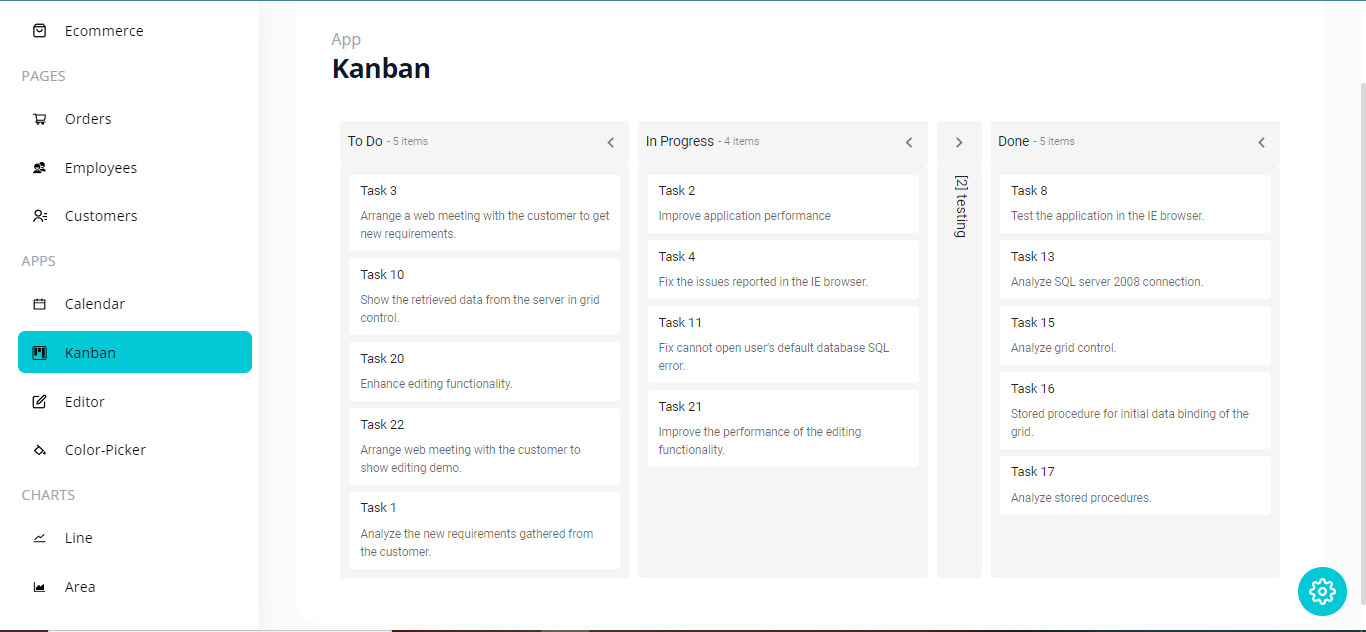 Ecommerce
PAGES
Orders
Employees
Customers
APPS
Calendar
Kanban
Editor
Color-Picker
CHARTS
Line
Area
App
Kanban
To Do - 5 items
Task 3
Arrange a web meeting with the customer to get
new requirements.
Task 10
Show the retrieved data from the server in grid
control.
Task 20
Enhance editing functionality.
Task 22
Arrange web meeting with the customer to
show editing demo.
Task 1
Analyze the new requirements gathered from
the customer.
In Progress - 4 items
Task 2
Improve application performance
Task 4
Fix the issues reported in the IE browser.
Task 11
Fix cannot open user's default database SQL
error.
Task 21
Improve the performance of the editing
functionality.
[2] testing
Done - 5 items
Task 8
Test the application in the IE browser.
Task 13
Analyze SQL server 2008 connection.
Task 15
Analyze grid control.
Task 16
Stored procedure for initial data binding of the
grid.
Task 17
Analyze stored procedures.